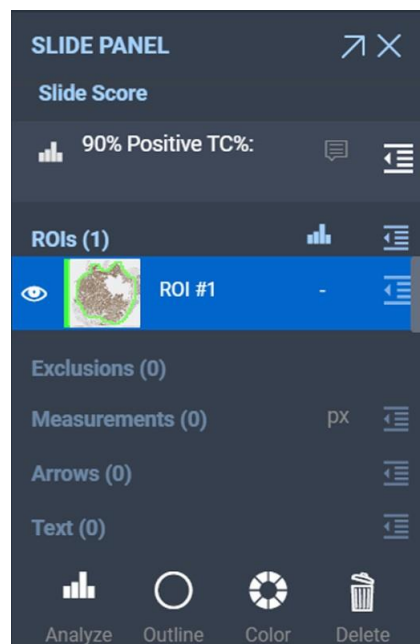 SLIDE PANEL
Slide Score
90% Positive TC%:
ROIs (1)
ROI #1 -
Exclusions (0)
Measurements (0) px
Arrows (0)
Text (0)
Analyze Outline Color Delete